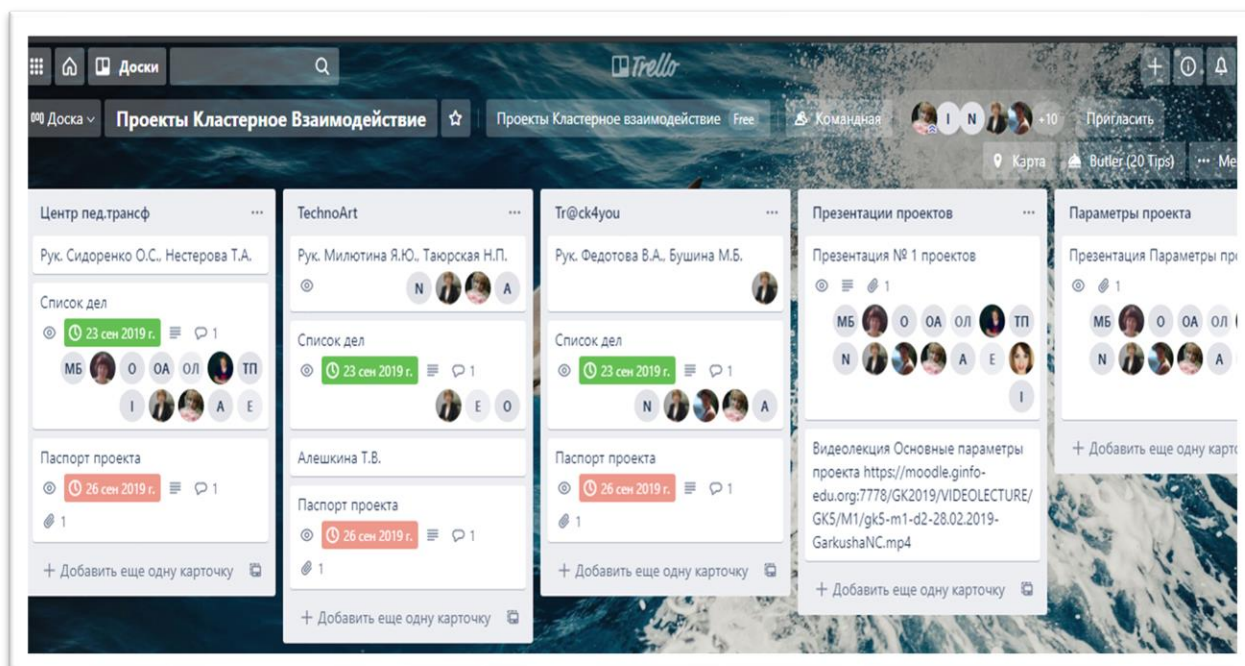 Доски
Trello
Доска
Проекты Кластерное Взаимодействие
Проекты Кластерное взаимодействие Free
Командная
I N +10
Пригласить
Карта
Butler (20 Tips)
... Ме
Центр пед.трансф ...
Рук. Сидоренко О.С., Нестерова Т.А.
Список дел
23 сен 2019 г. 1
МБ О ОА ОЛ ТП
I А Е
Паспорт проекта
26 сен 2019 г. 1
1
+ Добавить еще одну карточку
TechnoArt ...
Рук. Милютина Я.Ю., Таюрская Н.П.
N А
Список дел
23 сен 2019 г. 1
Е О
Алешкина Т.В.
Паспорт проекта
26 сен 2019 г. 1
1
+ Добавить еще одну карточку
Tr@ck4you ...
Рук. Федотова В.А., Бушина М.Б.
Список дел
23 сен 2019 г. 1
N А
Паспорт проекта
26 сен 2019 г. 1
1
+ Добавить еще одну карточку
Презентации проектов ...
Презентация № 1 проектов
1
МБ О ОА ОЛ ТП
N А Е
I
Видеолекция Основные параметры
проекта https://moodle.ginfo-
edu.org:7778/GK2019/VIDEOLECTURE/
GK5/M1/gk5-m1-d2-28.02.2019-
GarkushaNC.mp4
+ Добавить еще одну карточку
Параметры проекта
Презентация Параметры про
1
МБ О ОА ОЛ
N А
+ Добавить еще одну карто